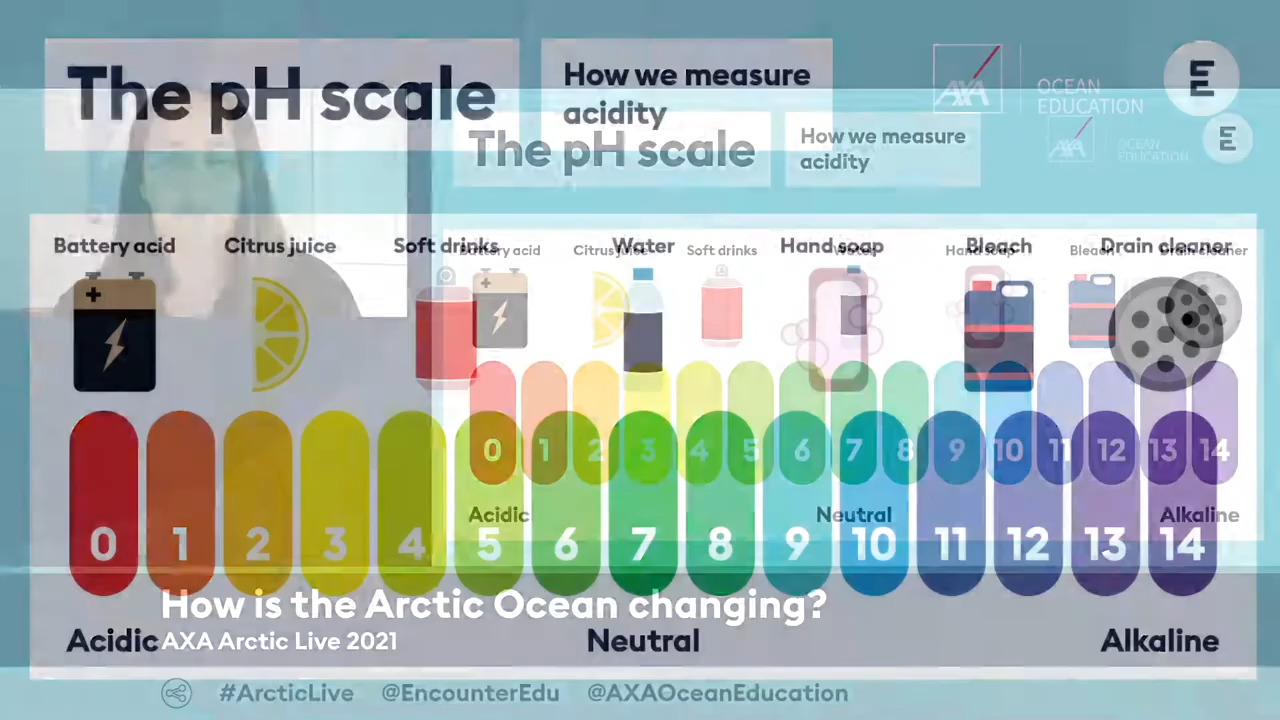 The pH scale
How we measure
acidity
AXA
OCEAN
EDUCATION
The pH scale
How we measure
acidity
AXA
OCEAN
EDUCATION
Battery acid
Citrus juice
Soft drinks
Water
Hand soap
Bleach
Drain cleaner
Battery acid
Citrus juice
Soft drinks
Water
Hand soap
Bleach
Drain cleaner
0 1 2 3 4 5 6 7 8 9 10 11 12 13 14
Acidic
Neutral
Alkaline
0 1 2 3 4 5 6 7 8 9 10 11 12 13 14
How is the Arctic Ocean changing?
Acidic
Neutral
Alkaline
AXA Arctic Live 2021
#ArcticLive @EncounterEdu @AXAOceanEducation